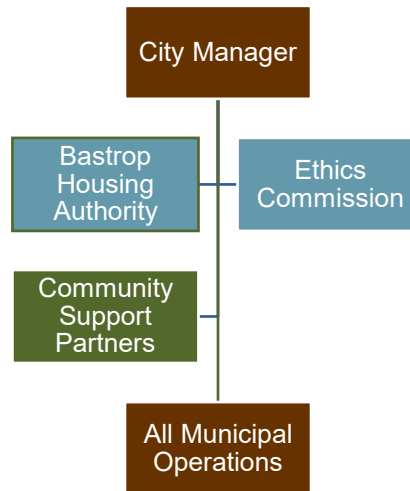 City Manager
Bastrop
Housing
Authority
Ethics
Commission
Community
Support
Partners
All Municipal
Operations